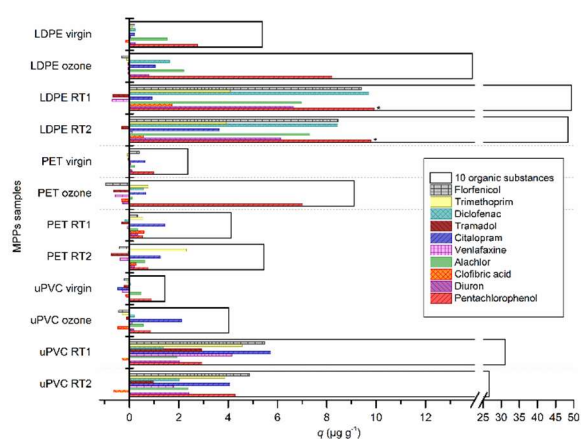 LDPE virgin
LDPE ozone
LDPE RT1
*
LDPE RT2
*
PET virgin
PET ozone
PET RT1
PET RT2
uPVC virgin
uPVC ozone
uPVC RT1
uPVC RT2
MPPs samples
10 organic substances
Florfenicol
Trimethoprim
Diclofenac
Tramadol
Citalopram
Venlafaxine
Alachlor
Clofibric acid
Diuron
Pentachlorophenol
0 2 4 6 8 10 12 25 30 35 40 45 50
q (µg g⁻¹)